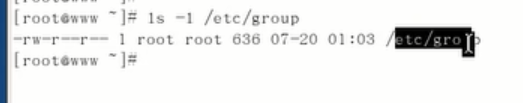 [root@www ~]# ls -l /etc/group
-rw-r--r-- 1 root root 636 07-20 01:03 /etc/group
[root@www ~]#